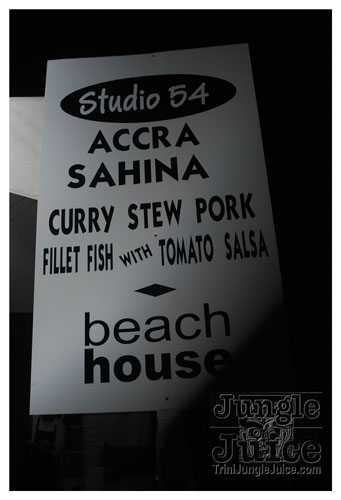 Studio 54
ACCRA
SAHINA
CURRY STEW PORK
FILLET FISH WITH TOMATO SALSA
beach
house
Jungle
Juice
TriniJungleJuice.com